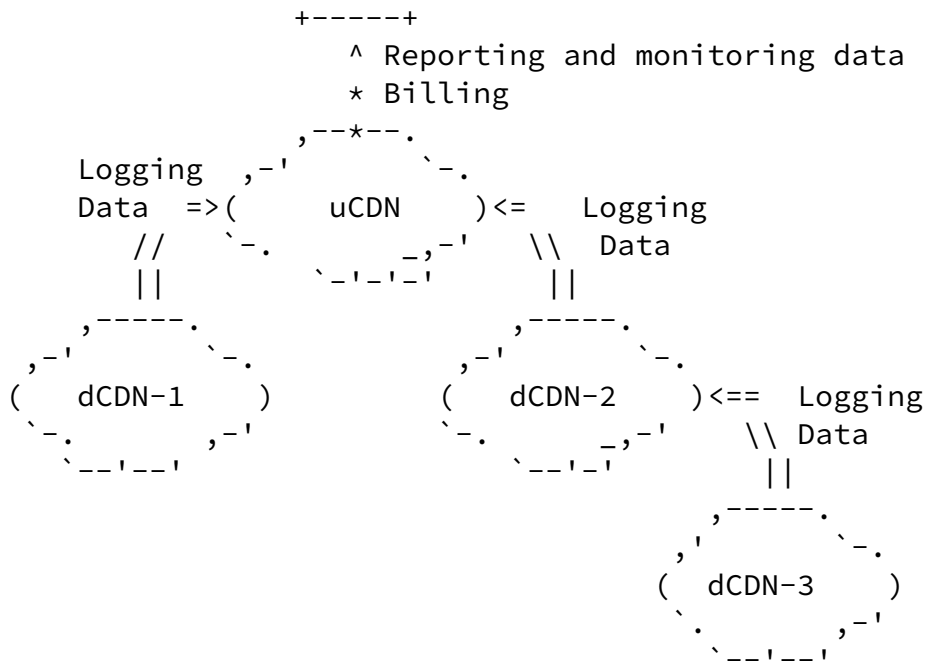 +-----+
^ Reporting and monitoring data
* Billing
,--*--.
Logging ,-' `-.
Data =>( uCDN )<= Logging
// `-. _,-' \\ Data
|| `-'-'-' ||
,-----. ,-----.
,-' `-. ,-' `-.
( dCDN-1 ) ( dCDN-2 )<== Logging
`-. ,-' `-. _,-' \\ Data
`--'--' `--'-' ||
,-----.
,' `-.
( dCDN-3 )
`. ,-'
`--'--'